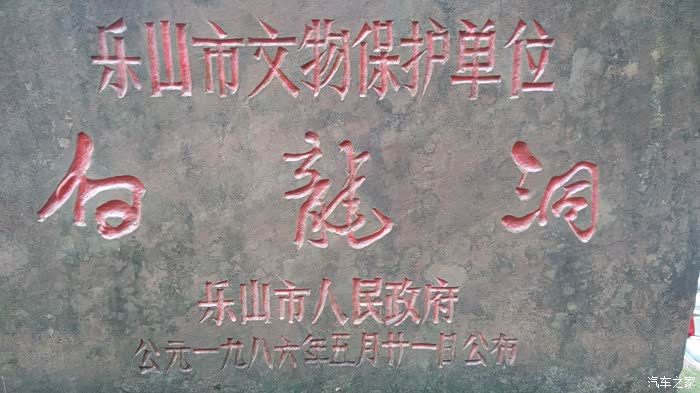 乐山市文物保护单位
白龍洞
乐山市人民政府
公元一九八六年五月廿一日公布
汽车之家